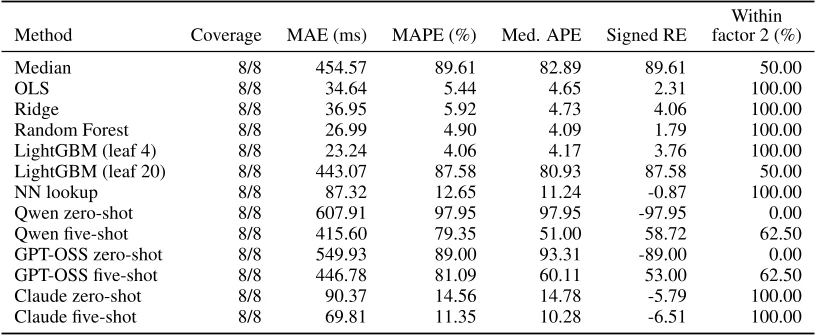 Within
Method Coverage MAE (ms) MAPE (%) Med. APE Signed RE factor 2 (%)
Median 8/8 454.57 89.61 82.89 89.61 50.00
OLS 8/8 34.64 5.44 4.65 2.31 100.00
Ridge 8/8 36.95 5.92 4.73 4.06 100.00
Random Forest 8/8 26.99 4.90 4.09 1.79 100.00
LightGBM (leaf 4) 8/8 23.24 4.06 4.17 3.76 100.00
LightGBM (leaf 20) 8/8 443.07 87.58 80.93 87.58 50.00
NN lookup 8/8 87.32 12.65 11.24 -0.87 100.00
Qwen zero-shot 8/8 607.91 97.95 97.95 -97.95 0.00
Qwen five-shot 8/8 415.60 79.35 51.00 58.72 62.50
GPT-OSS zero-shot 8/8 549.93 89.00 93.31 -89.00 0.00
GPT-OSS five-shot 8/8 446.78 81.09 60.11 53.00 62.50
Claude zero-shot 8/8 90.37 14.56 14.78 -5.79 100.00
Claude five-shot 8/8 69.81 11.35 10.28 -6.51 100.00